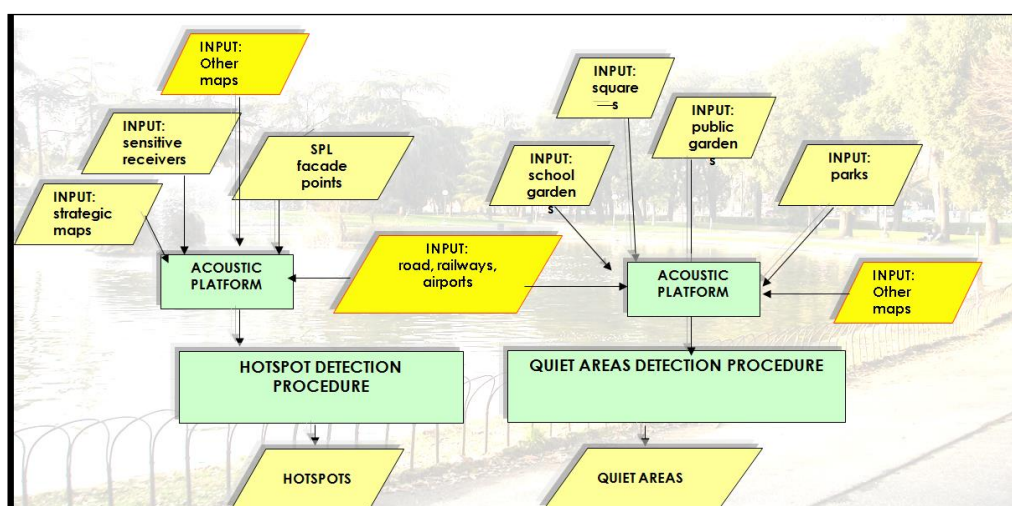 INPUT:
Other
maps
INPUT:
sensitive
receivers
SPL
facade
points
INPUT:
strategic
maps
ACOUSTIC
PLATFORM
HOTSPOT DETECTION
PROCEDURE
HOTSPOTS
INPUT:
road, railways,
airports
INPUT:
square
s
INPUT:
public
garden
s
INPUT:
school
garden
s
INPUT:
parks
INPUT:
Other
maps
ACOUSTIC
PLATFORM
QUIET AREAS DETECTION PROCEDURE
QUIET AREAS